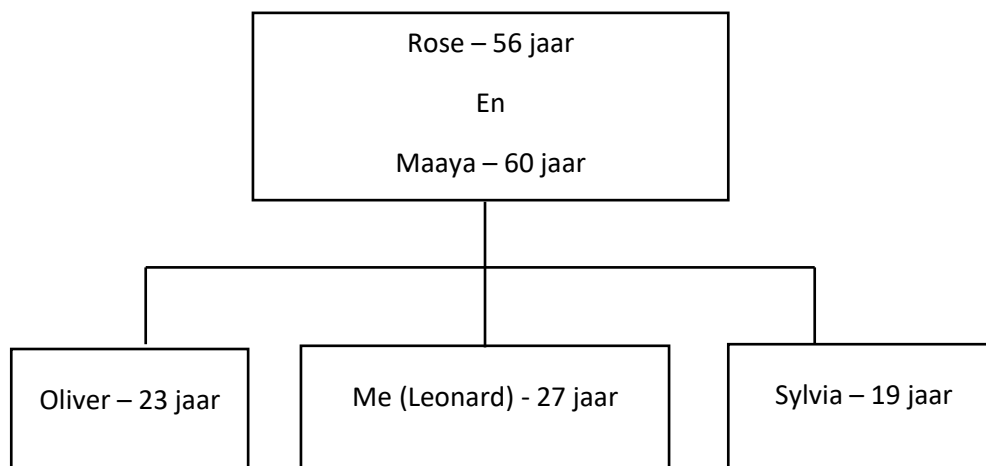 Rose – 56 jaar
En
Maaya – 60 jaar
Oliver – 23 jaar
Me (Leonard) - 27 jaar
Sylvia – 19 jaar